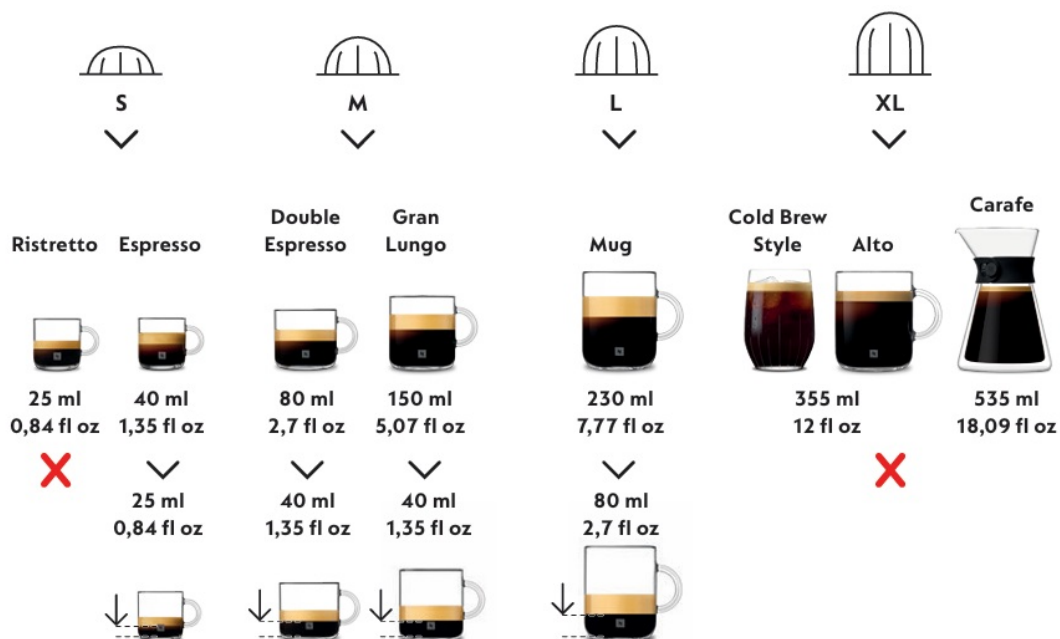 S
M
L
XL
Ristretto
Espresso
Double
Espresso
Gran
Lungo
Mug
Cold Brew
Style
Alto
Carafe
25 ml
0,84 fl oz
40 ml
1,35 fl oz
80 ml
2,7 fl oz
150 ml
5,07 fl oz
230 ml
7,77 fl oz
355 ml
12 fl oz
535 ml
18,09 fl oz
25 ml
0,84 fl oz
40 ml
1,35 fl oz
40 ml
1,35 fl oz
80 ml
2,7 fl oz